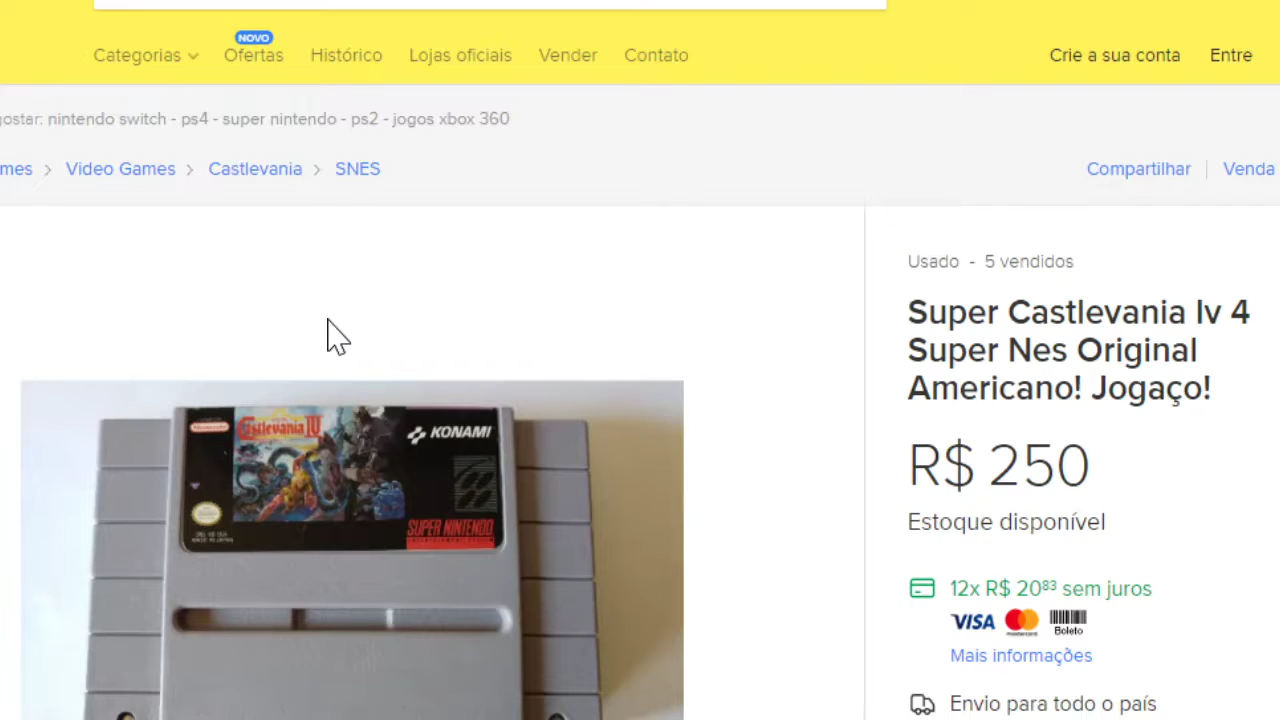 NOVO
Categorias Ofertas Histórico Lojas oficiais Vender Contato Crie a sua conta Entre
gostar: nintendo switch - ps4 - super nintendo - ps2 - jogos xbox 360
mes > Video Games > Castlevania > SNES
Compartilhar | Venda
Usado - 5 vendidos
Super Castlevania Iv 4
Super Nes Original
Americano! Jogaço!
R$ 250
Estoque disponível
12x R$ 20⁸³ sem juros
VISA mastercard Boleto
Mais informações
Envio para todo o país
Nintendo
Castlevania IV
KONAMI
SUPER NINTENDO